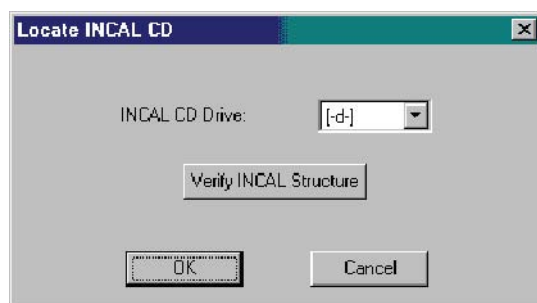 Locate INCAL CD
INCAL CD Drive: [-d-]
Verify INCAL Structure
OK Cancel